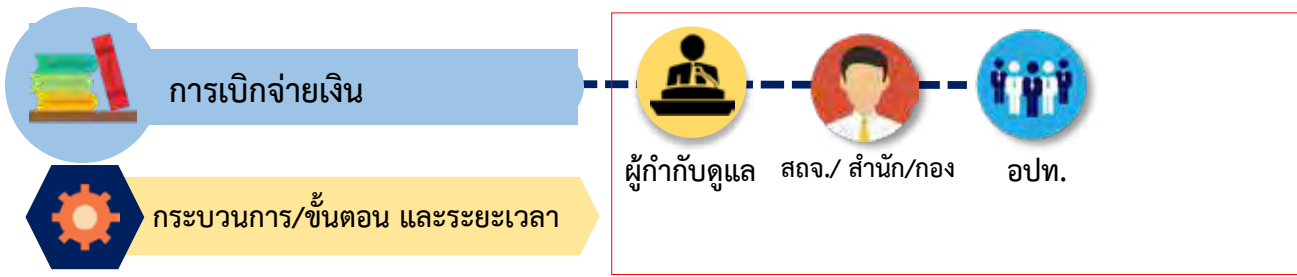 การเบิกจ่ายเงิน
ผู้กำกับดูแล
สถจ./ สำนัก/กอง
อปท.
กระบวนการ/ขั้นตอน และระยะเวลา